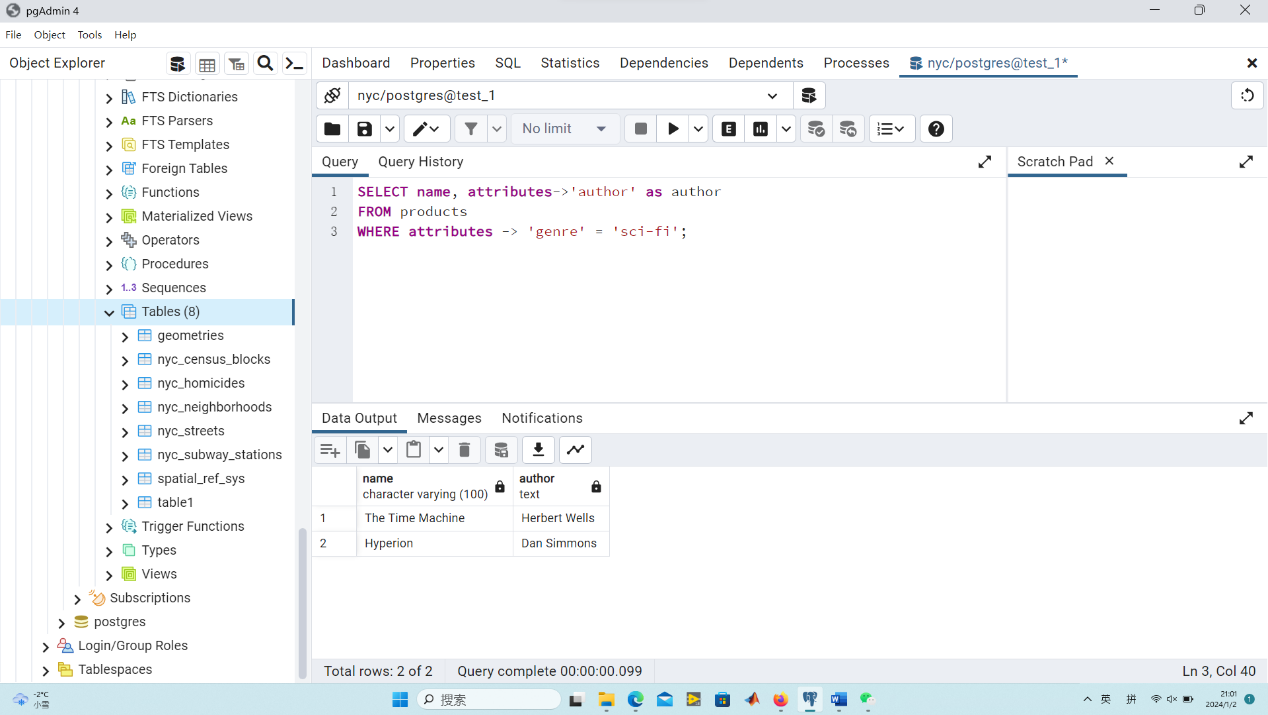 pgAdmin 4
File Object Tools Help
Object Explorer
Dashboard Properties SQL Statistics Dependencies Dependents Processes nyc/postgres@test_1*
FTS Dictionaries
Aa FTS Parsers
FTS Templates
Foreign Tables
Functions
Materialized Views
Operators
Procedures
1..3 Sequences
Tables (8)
geometries
nyc_census_blocks
nyc_homicides
nyc_neighborhoods
nyc_streets
nyc_subway_stations
spatial_ref_sys
table1
Trigger Functions
Types
Views
Subscriptions
postgres
Login/Group Roles
Tablespaces
nyc/postgres@test_1
No limit
E
Query Query History
Scratch Pad
1 SELECT name, attributes->'author' as author
2 FROM products
3 WHERE attributes -> 'genre' = 'sci-fi';
Data Output Messages Notifications
name author
character varying (100) text
1 The Time Machine Herbert Wells
2 Hyperion Dan Simmons
Total rows: 2 of 2 Query complete 00:00:00.099 Ln 3, Col 40
-2°C
小雪
搜索
英 拼
21:01
2024/1/2
1